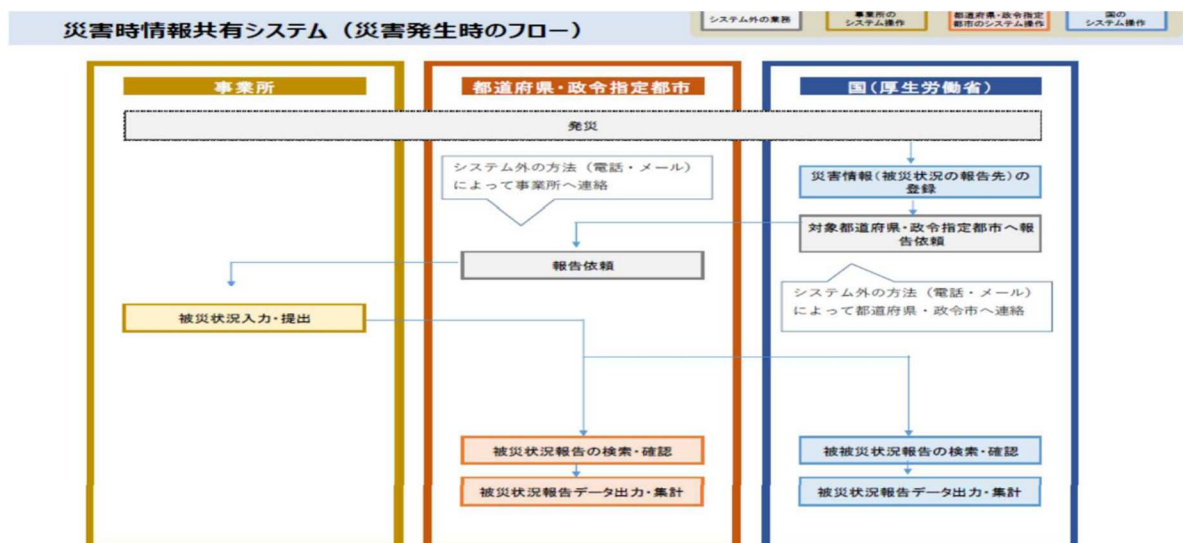 災害時情報共有システム（災害発生時のフロー）
システム外の業務
事業所の
システム操作
都道府県・政令指定
都市のシステム操作
国の
システム操作
事業所
都道府県・政令指定都市
国（厚生労働省）
発災
システム外の方法（電話・メール）
によって事業所へ連絡
災害情報（被災状況の報告先）の
登録
対象都道府県・政令指定都市へ報
告依頼
報告依頼
システム外の方法（電話・メール）
によって都道府県・政令市へ連絡
被災状況入力・提出
被災状況報告の検索・確認
被被災状況報告の検索・確認
被災状況報告データ出力・集計
被災状況報告データ出力・集計